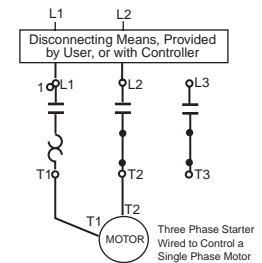 L1 L2
Disconnecting Means, Provided
by User, or with Controller
1 L1 L2 L3
T1 T2 T3
T1 T2
MOTOR
Three Phase Starter
Wired to Control a
Single Phase Motor